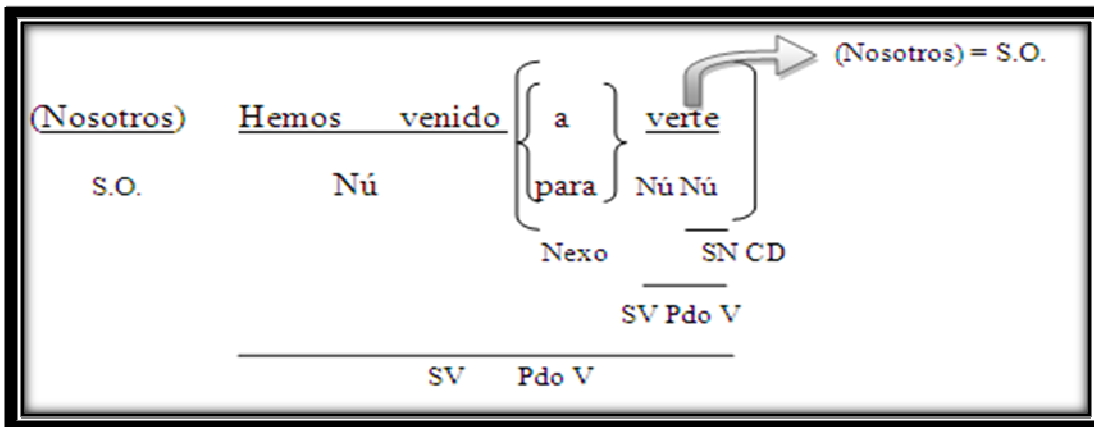 (Nosotros) = S.O.
(Nosotros) Hemos venido a verte
S.O. Nú para Nú Nú
Nexo SN CD
SV Pdo V
SV Pdo V